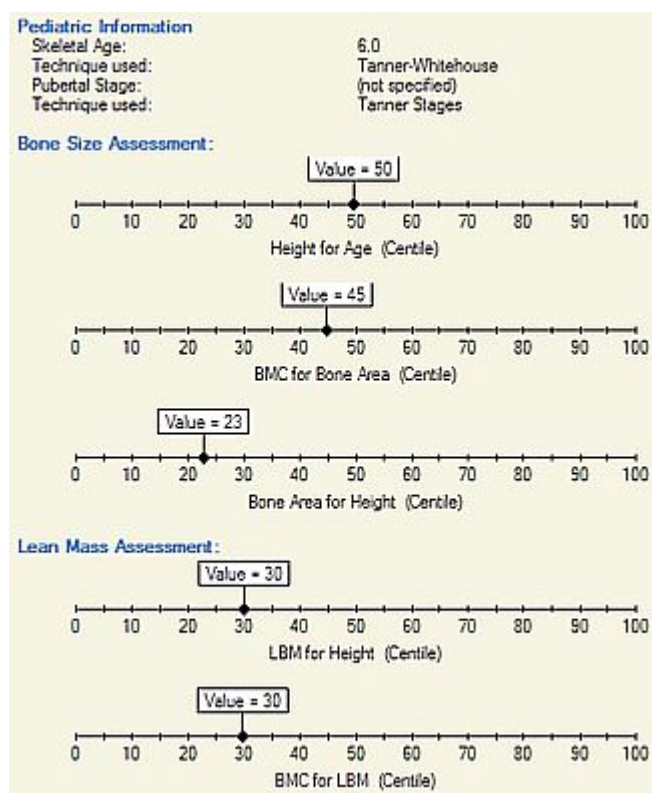 Pediatric Information
Skeletal Age: 6.0
Technique used: Tanner-Whitehouse
Pubertal Stage: (not specified)
Technique used: Tanner Stages
Bone Size Assessment:
Value = 50
0 10 20 30 40 50 60 70 80 90 100
Height for Age (Centile)
Value = 45
0 10 20 30 40 50 60 70 80 90 100
BMC for Bone Area (Centile)
Value = 23
0 10 20 30 40 50 60 70 80 90 100
Bone Area for Height (Centile)
Lean Mass Assessment:
Value = 30
0 10 20 30 40 50 60 70 80 90 100
LBM for Height (Centile)
Value = 30
0 10 20 30 40 50 60 70 80 90 100
BMC for LBM (Centile)